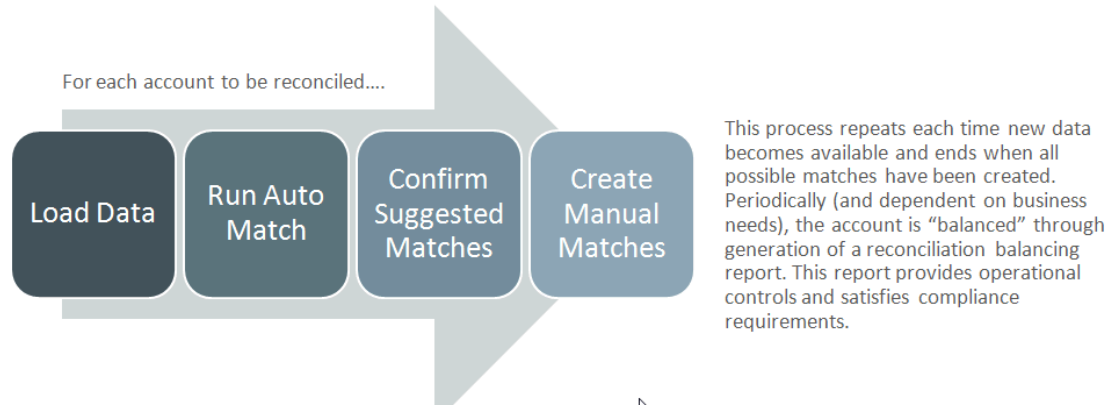 For each account to be reconciled....
Load Data
Run Auto
Match
Confirm
Suggested
Matches
Create
Manual
Matches
This process repeats each time new data
becomes available and ends when all
possible matches have been created.
Periodically (and dependent on business
needs), the account is “balanced” through
generation of a reconciliation balancing
report. This report provides operational
controls and satisfies compliance
requirements.